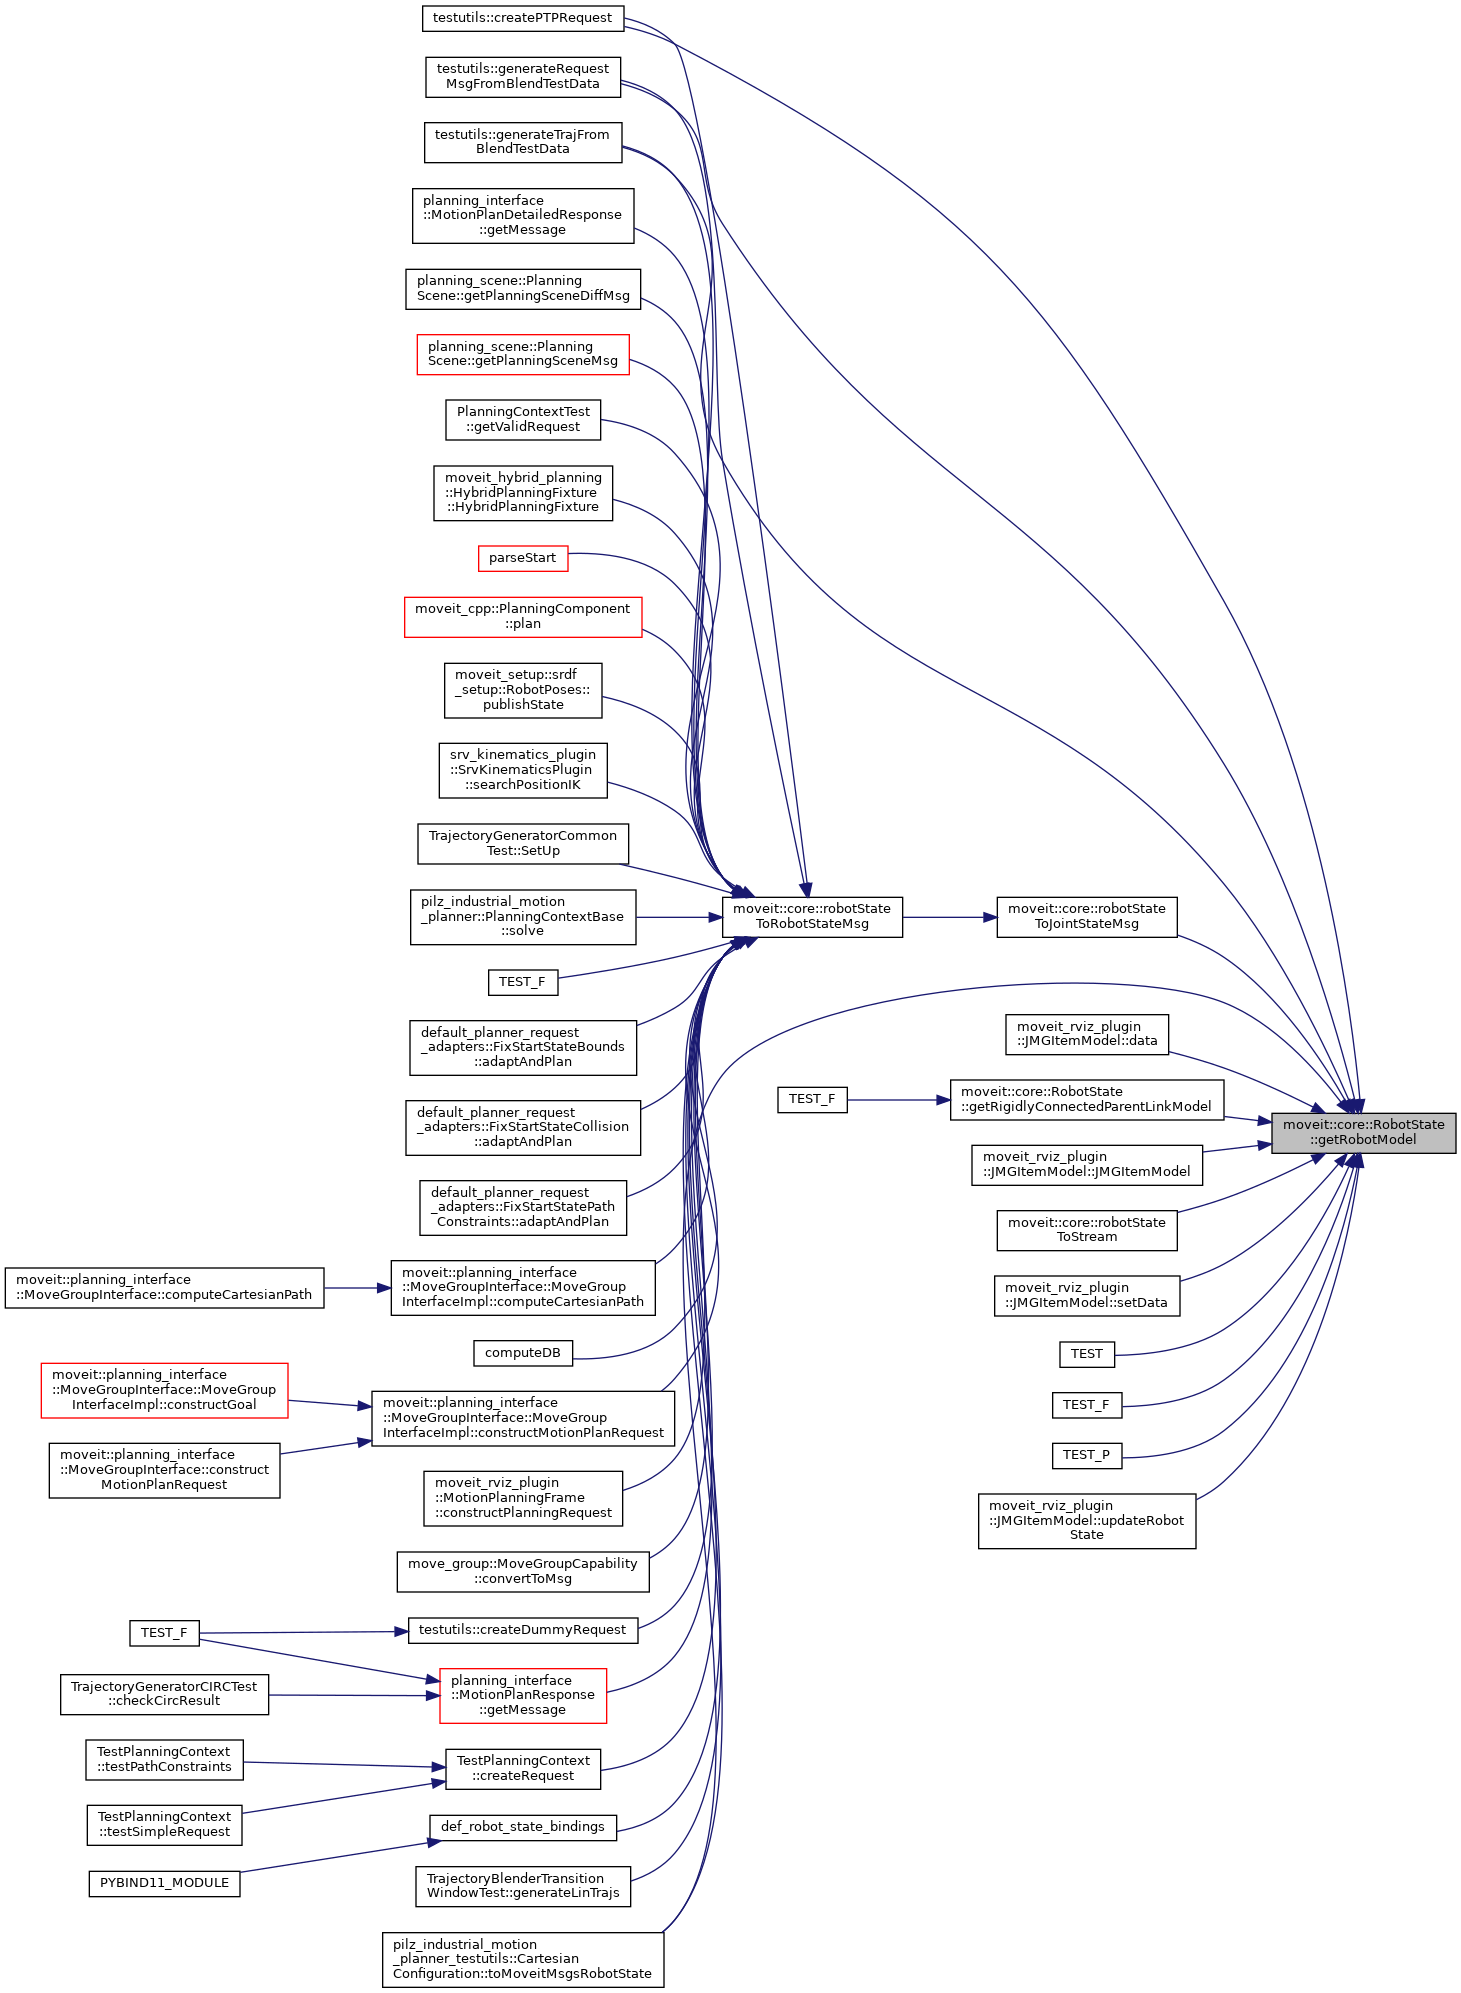 testutils::createPTPRequest
testutils::generateRequest
MsgFromBlendTestData
testutils::generateTrajFrom
BlendTestData
planning_interface
::MotionPlanDetailedResponse
::getMessage
planning_scene::Planning
Scene::getPlanningSceneDiffMsg
planning_scene::Planning
Scene::getPlanningSceneMsg
PlanningContextTest
::getValidRequest
moveit_hybrid_planning
::HybridPlanningFixture
::HybridPlanningFixture
parseStart
moveit_cpp::PlanningComponent
::plan
moveit_setup::srdf
_setup::RobotPoses::
publishState
srv_kinematics_plugin
::SrvKinematicsPlugin
::searchPositionIK
TrajectoryGeneratorCommon
Test::SetUp
pilz_industrial_motion
_planner::PlanningContextBase
::solve
TEST_F
default_planner_request
_adapters::FixStartStateBounds
::adaptAndPlan
default_planner_request
_adapters::FixStartStateCollision
::adaptAndPlan
default_planner_request
_adapters::FixStartStatePath
Constraints::adaptAndPlan
moveit::planning_interface
::MoveGroupInterface::MoveGroup
InterfaceImpl::computeCartesianPath
moveit::planning_interface
::MoveGroupInterface::computeCartesianPath
computeDB
moveit::planning_interface
::MoveGroupInterface::MoveGroup
InterfaceImpl::constructMotionPlanRequest
moveit::planning_interface
::MoveGroupInterface::MoveGroup
InterfaceImpl::constructGoal
moveit::planning_interface
::MoveGroupInterface::construct
MotionPlanRequest
moveit_rviz_plugin
::MotionPlanningFrame
::constructPlanningRequest
move_group::MoveGroupCapability
::convertToMsg
testutils::createDummyRequest
TEST_F
planning_interface
::MotionPlanResponse
::getMessage
TrajectoryGeneratorCIRCTest
::checkCircResult
TestPlanningContext
::createRequest
TestPlanningContext
::testPathConstraints
TestPlanningContext
::testSimpleRequest
def_robot_state_bindings
PYBIND11_MODULE
TrajectoryBlenderTransition
WindowTest::generateLinTrajs
pilz_industrial_motion
_planner_testutils::Cartesian
Configuration::toMoveitMsgsRobotState
moveit::core::robotState
ToRobotStateMsg
moveit::core::robotState
ToJointStateMsg
moveit_rviz_plugin
::JMGItemModel::data
TEST_F
moveit::core::RobotState
::getRigidlyConnectedParentLinkModel
moveit_rviz_plugin
::JMGItemModel::JMGItemModel
moveit::core::robotState
ToStream
moveit_rviz_plugin
::JMGItemModel::setData
TEST
TEST_F
TEST_P
moveit_rviz_plugin
::JMGItemModel::updateRobot
State
moveit::core::RobotState
::getRobotModel